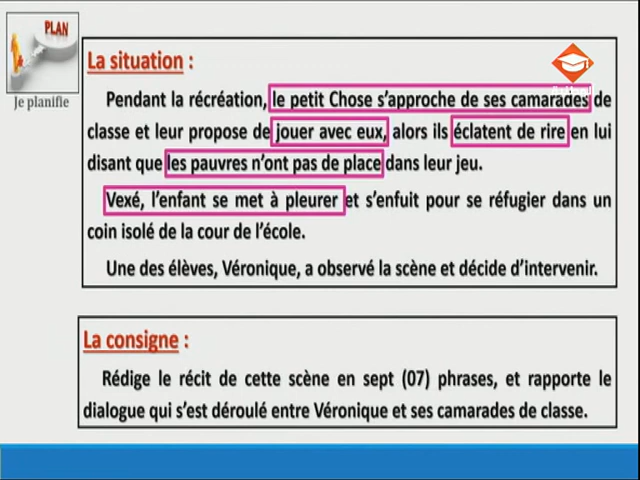 PLAN
Je planifie
La situation :
Pendant la récréation, le petit Chose s'approche de ses camarades de
classe et leur propose de jouer avec eux, alors ils éclatent de rire en lui
disant que les pauvres n'ont pas de place dans leur jeu.
Vexé, l'enfant se met à pleurer et s'enfuit pour se réfugier dans un
coin isolé de la cour de l'école.
Une des élèves, Véronique, a observé la scène et décide d'intervenir.
La consigne :
Rédige le récit de cette scène en sept (07) phrases, et rapporte le
dialogue qui s'est déroulé entre Véronique et ses camarades de classe.